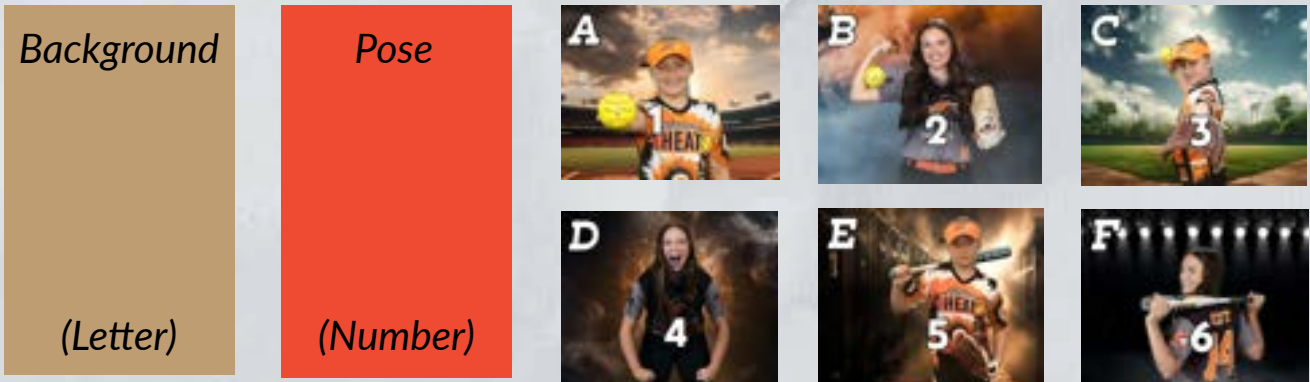 Background
(Letter)
Pose
(Number)
A
1
HEAT
B
2
C
3
D
4
E
HEAT
5
F
6